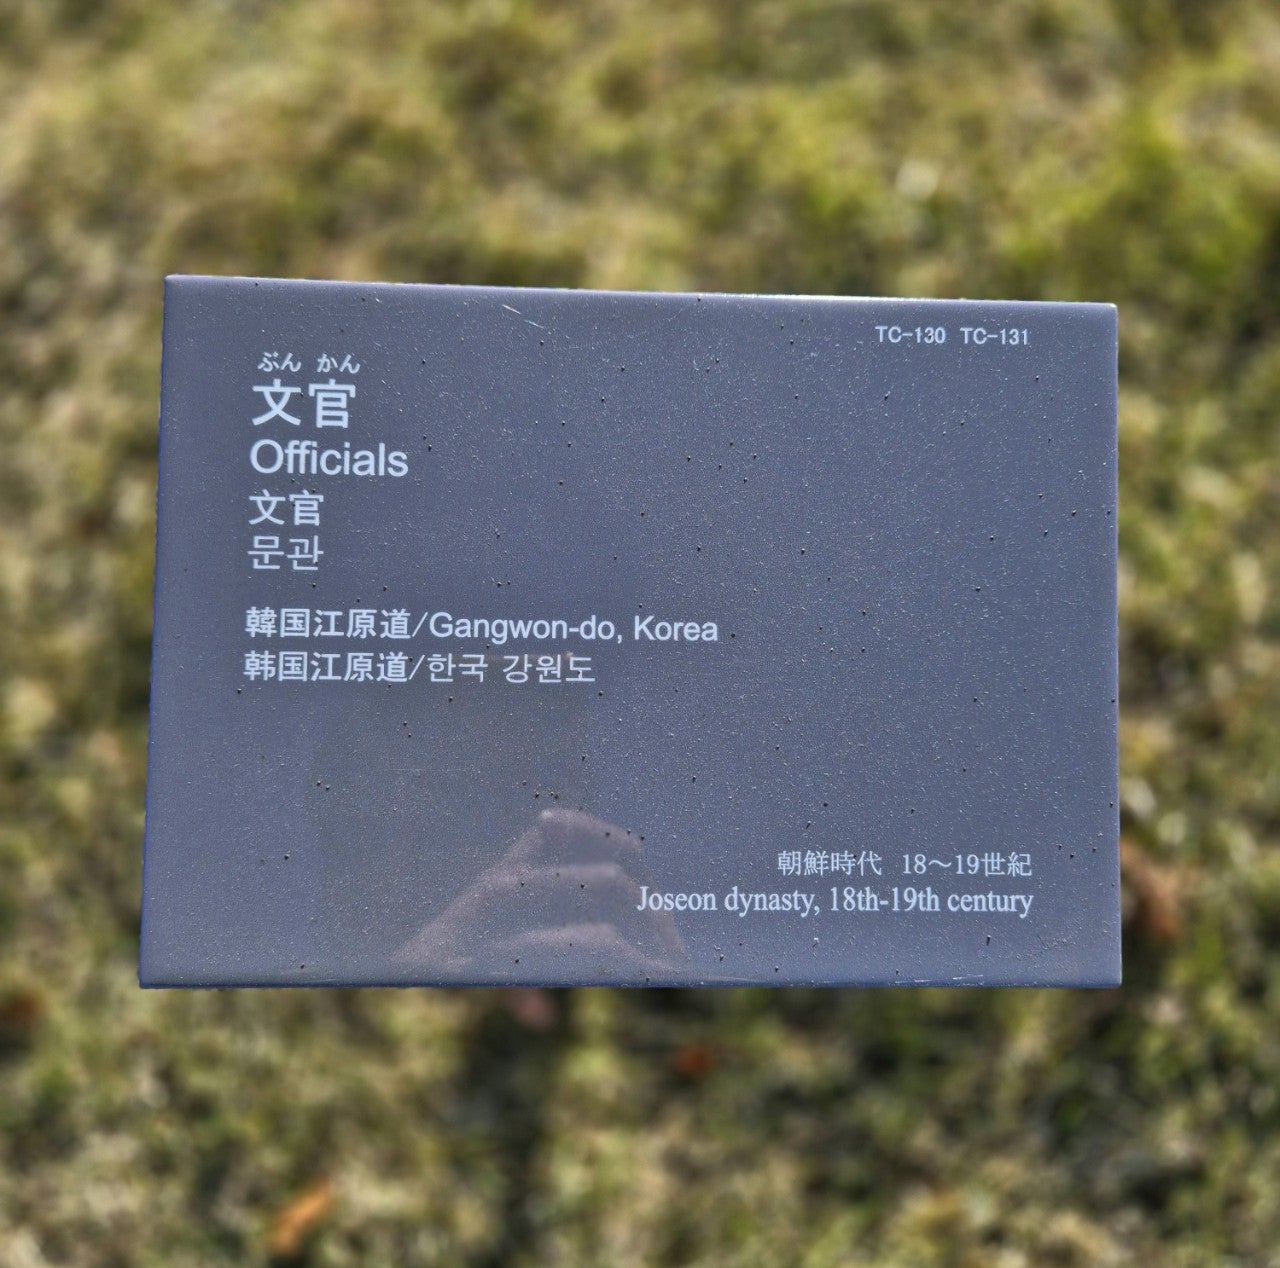 TC-130 TC-131
ぶん かん
文官
Officials
文官
문관
韓国江原道/Gangwon-do, Korea
韩国江原道/한국 강원도
朝鮮時代 18～19世紀
Joseon dynasty, 18th-19th century